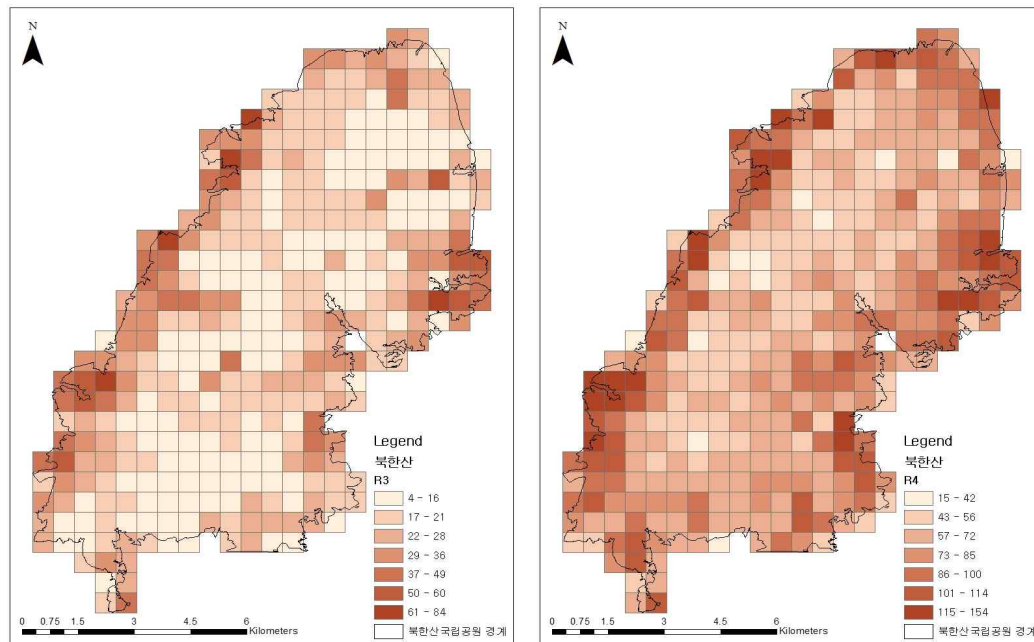 N
Legend
북한산
R3
4 - 16
17 - 21
22 - 28
29 - 36
37 - 49
50 - 60
61 - 84
북한산국립공원 경계
0 0.75 1.5 3 4.5 6
Kilometers
N
Legend
북한산
R4
15 - 42
43 - 56
57 - 72
73 - 85
86 - 100
101 - 114
115 - 154
북한산국립공원 경계
0 0.75 1.5 3 4.5 6
Kilometers